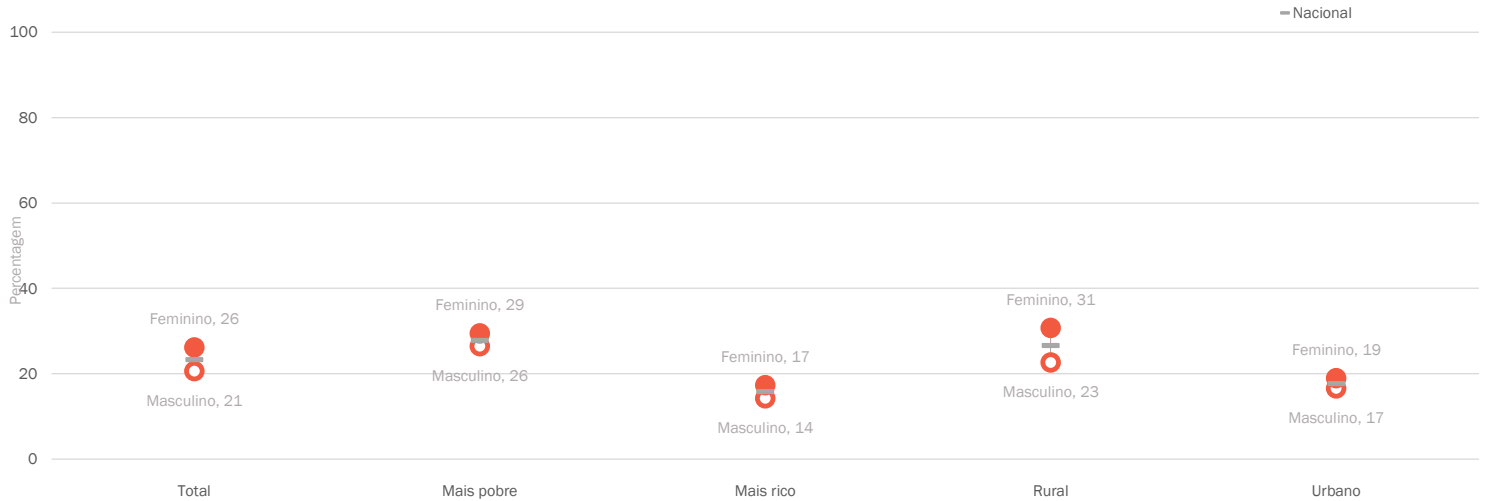 Nacional
100
80
60
40
20
0
Percentagem
Feminino, 26
Masculino, 21
Feminino, 29
Masculino, 26
Feminino, 17
Masculino, 14
Feminino, 31
Masculino, 23
Feminino, 19
Masculino, 17
Total
Mais pobre
Mais rico
Rural
Urbano